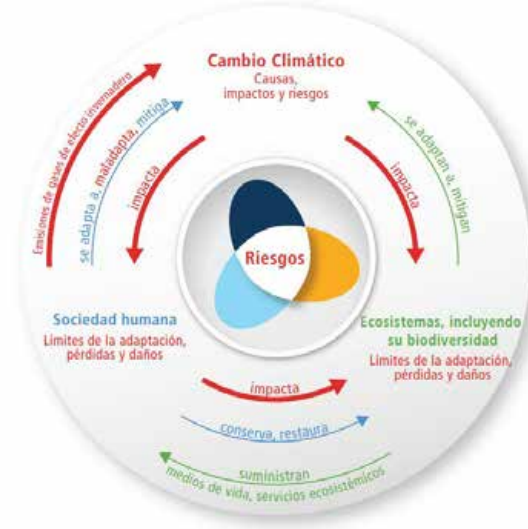 Cambio Climático
Causas,
impactos y riesgos
Emisiones de gases de efecto invernadero
se adapta a, maladapta, mitiga
impacta
impacta
se adaptan a, mitigan
Riesgos
Sociedad humana
Límites de la adaptación,
pérdidas y daños
Ecosistemas, incluyendo
su biodiversidad
Límites de la adaptación,
pérdidas y daños
impacta
conserva, restaura
suministran
medios de vida, servicios ecosistémicos